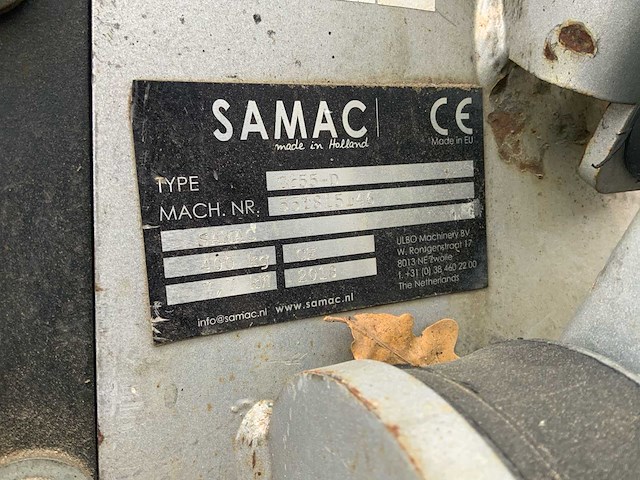 SAMAC
made in Holland
CE
Made in EU
TYPE
MACH. NR.
kg
2018
ULBO Machinery BV
W. Röntgenstraat 17
8013 NE Zwolle
t. +31 (0) 38 460 22 00
The Netherlands
info@samac.nl www.samac.nl